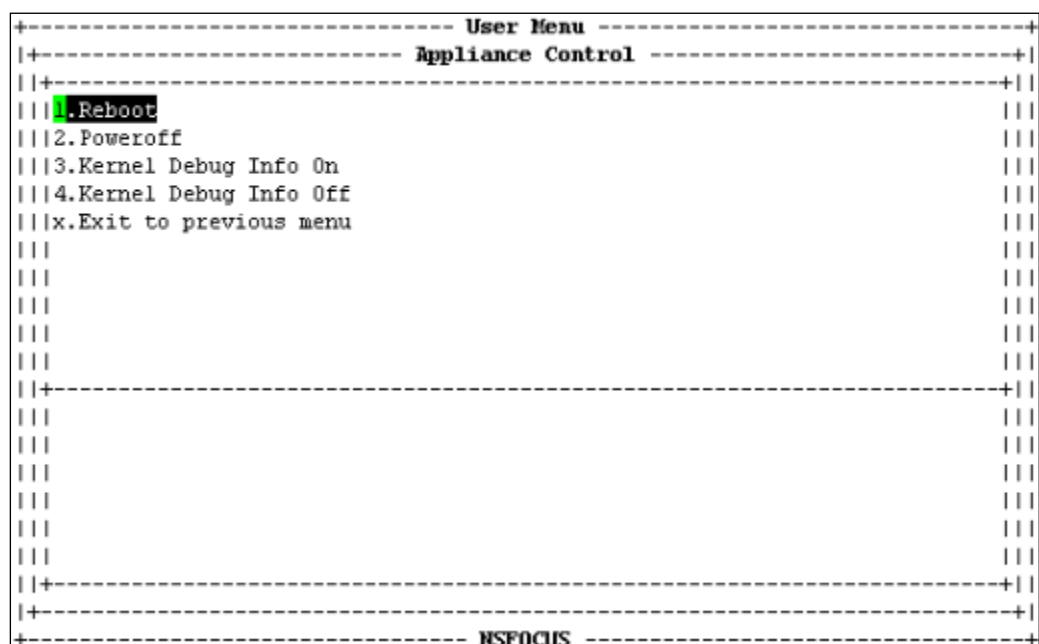 User Menu
Appliance Control
1.Reboot
2.Poweroff
3.Kernel Debug Info On
4.Kernel Debug Info Off
x.Exit to previous menu
NSFOCUS